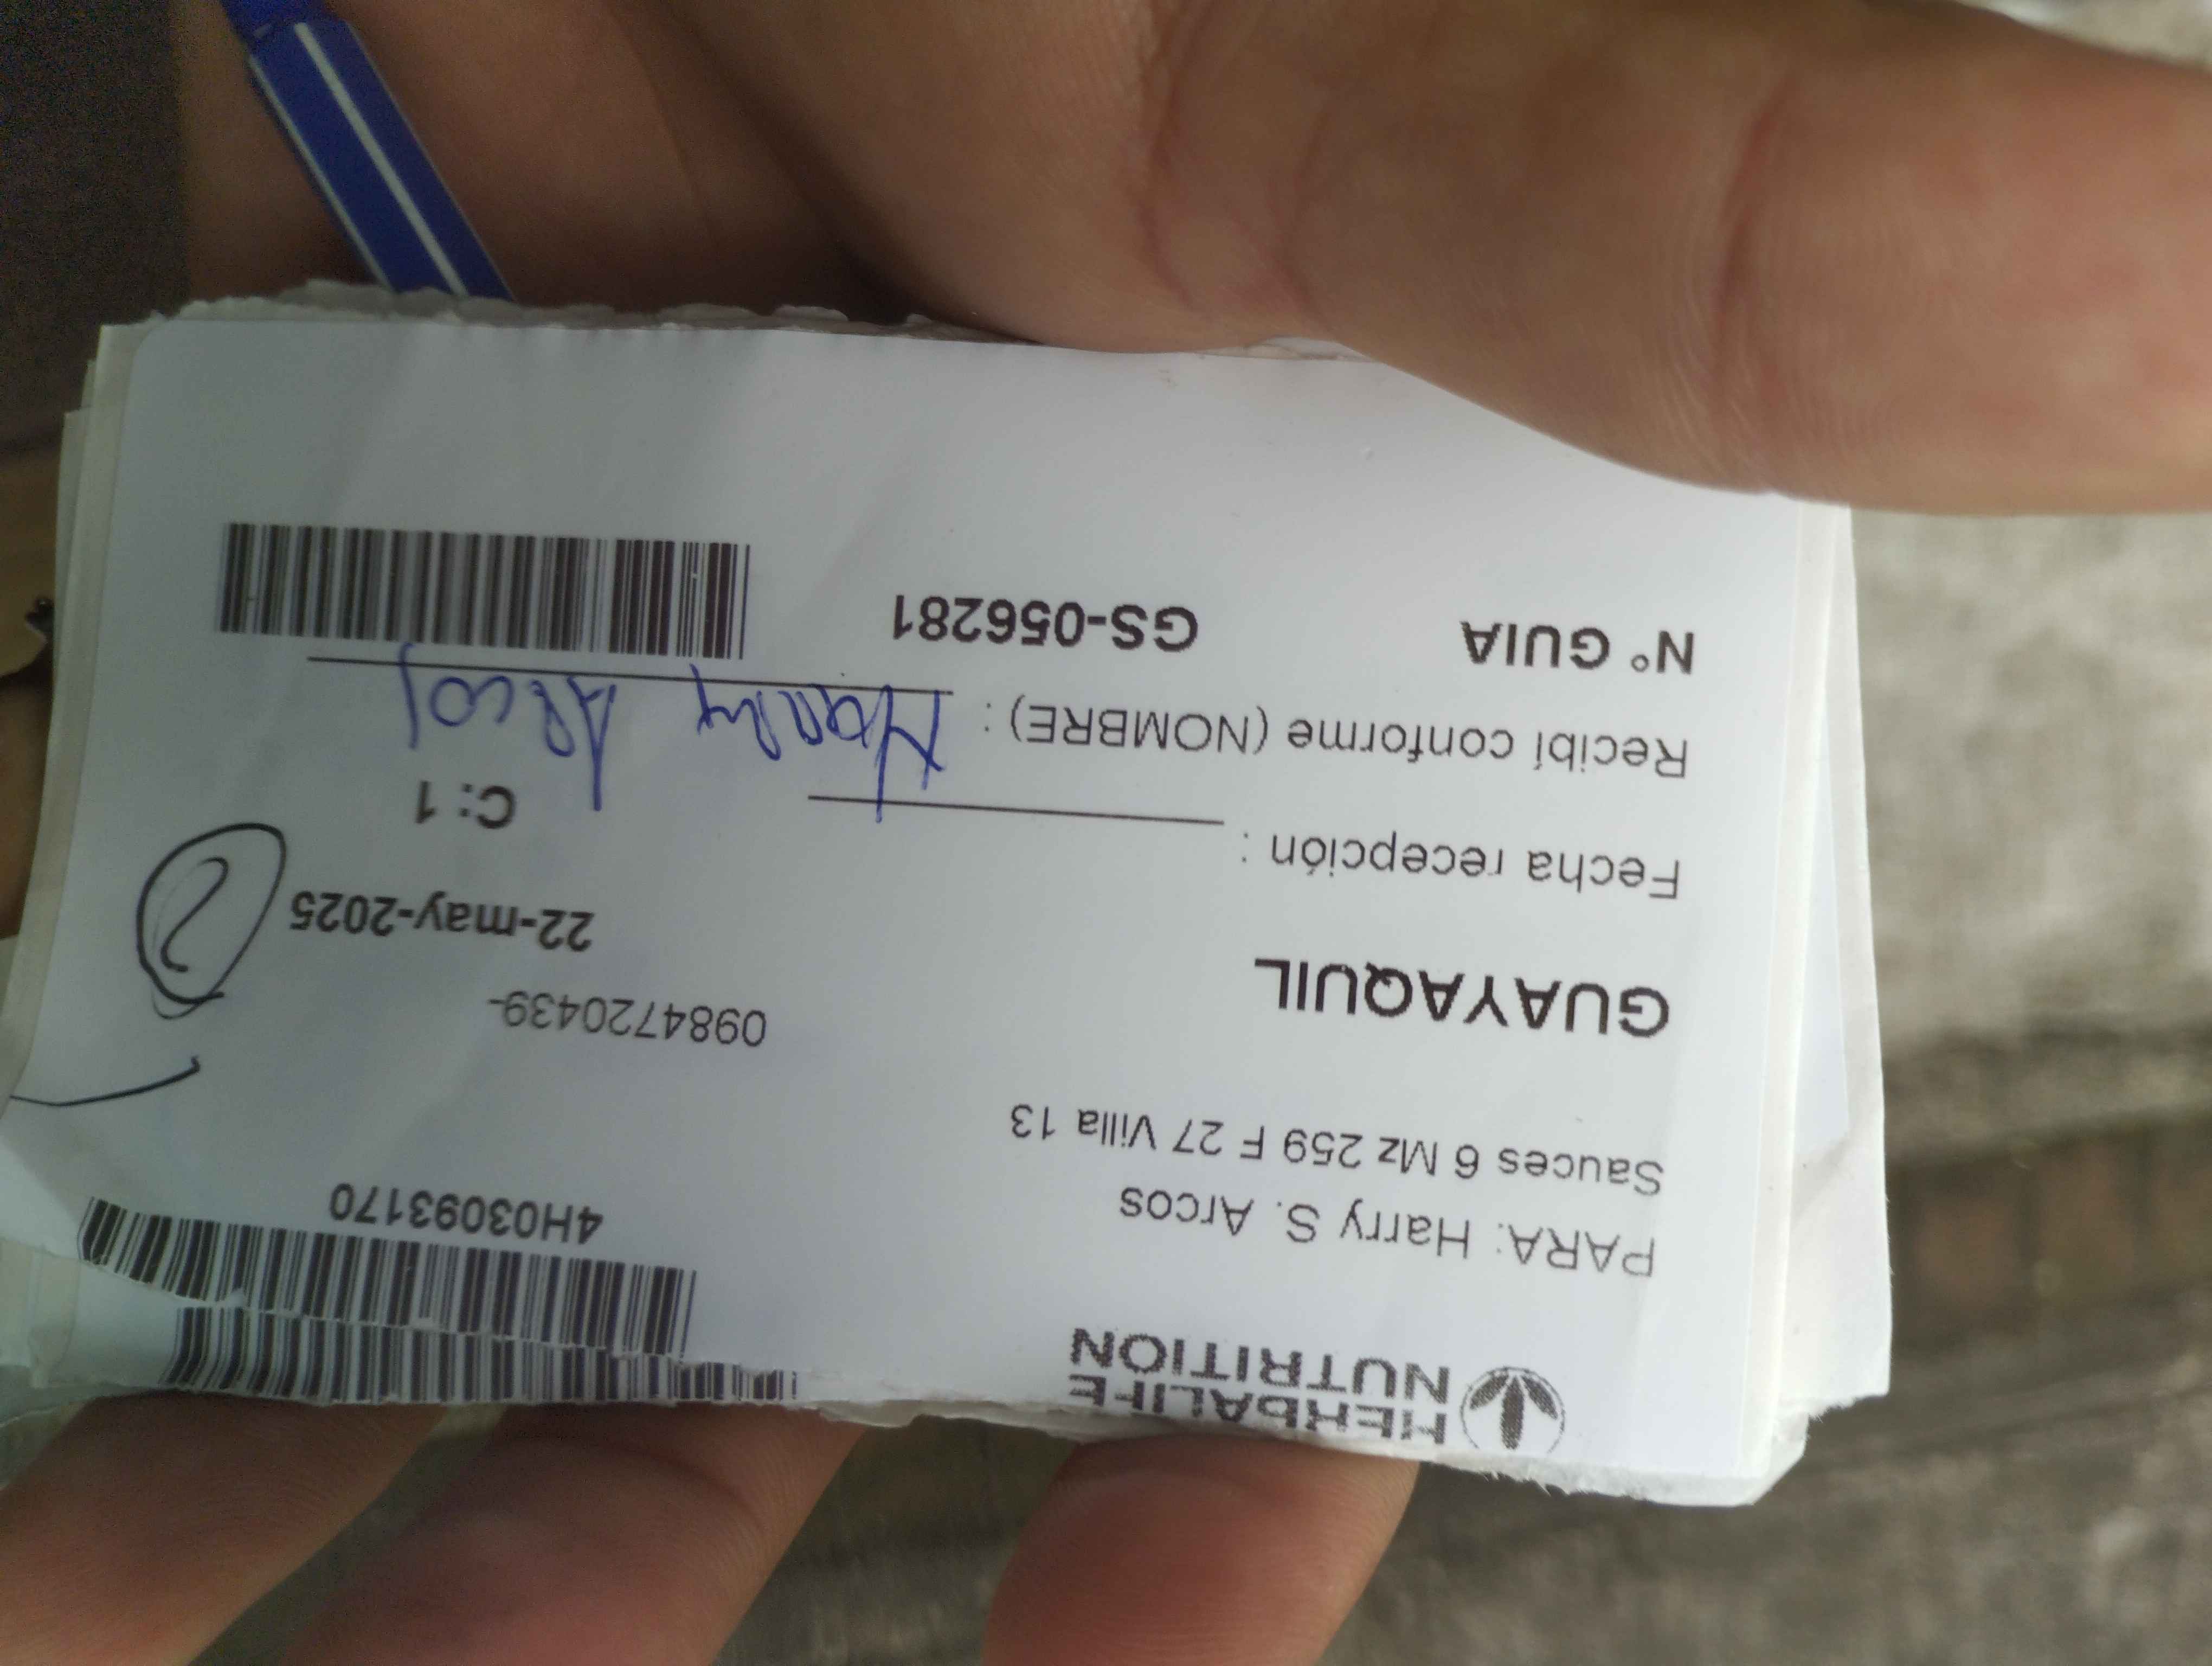 HERBALIFE
NUTRITION
4H03093170
PARA: Harry S. Arcos
Sauces 6 Mz 259 F 27 Villa 13
0984720439-
GUAYAQUIL
22-may-2025
2
Fecha recepción :
C: 1
Recibí conforme (NOMBRE) : Harry Arcos
N° GUIA GS-056281